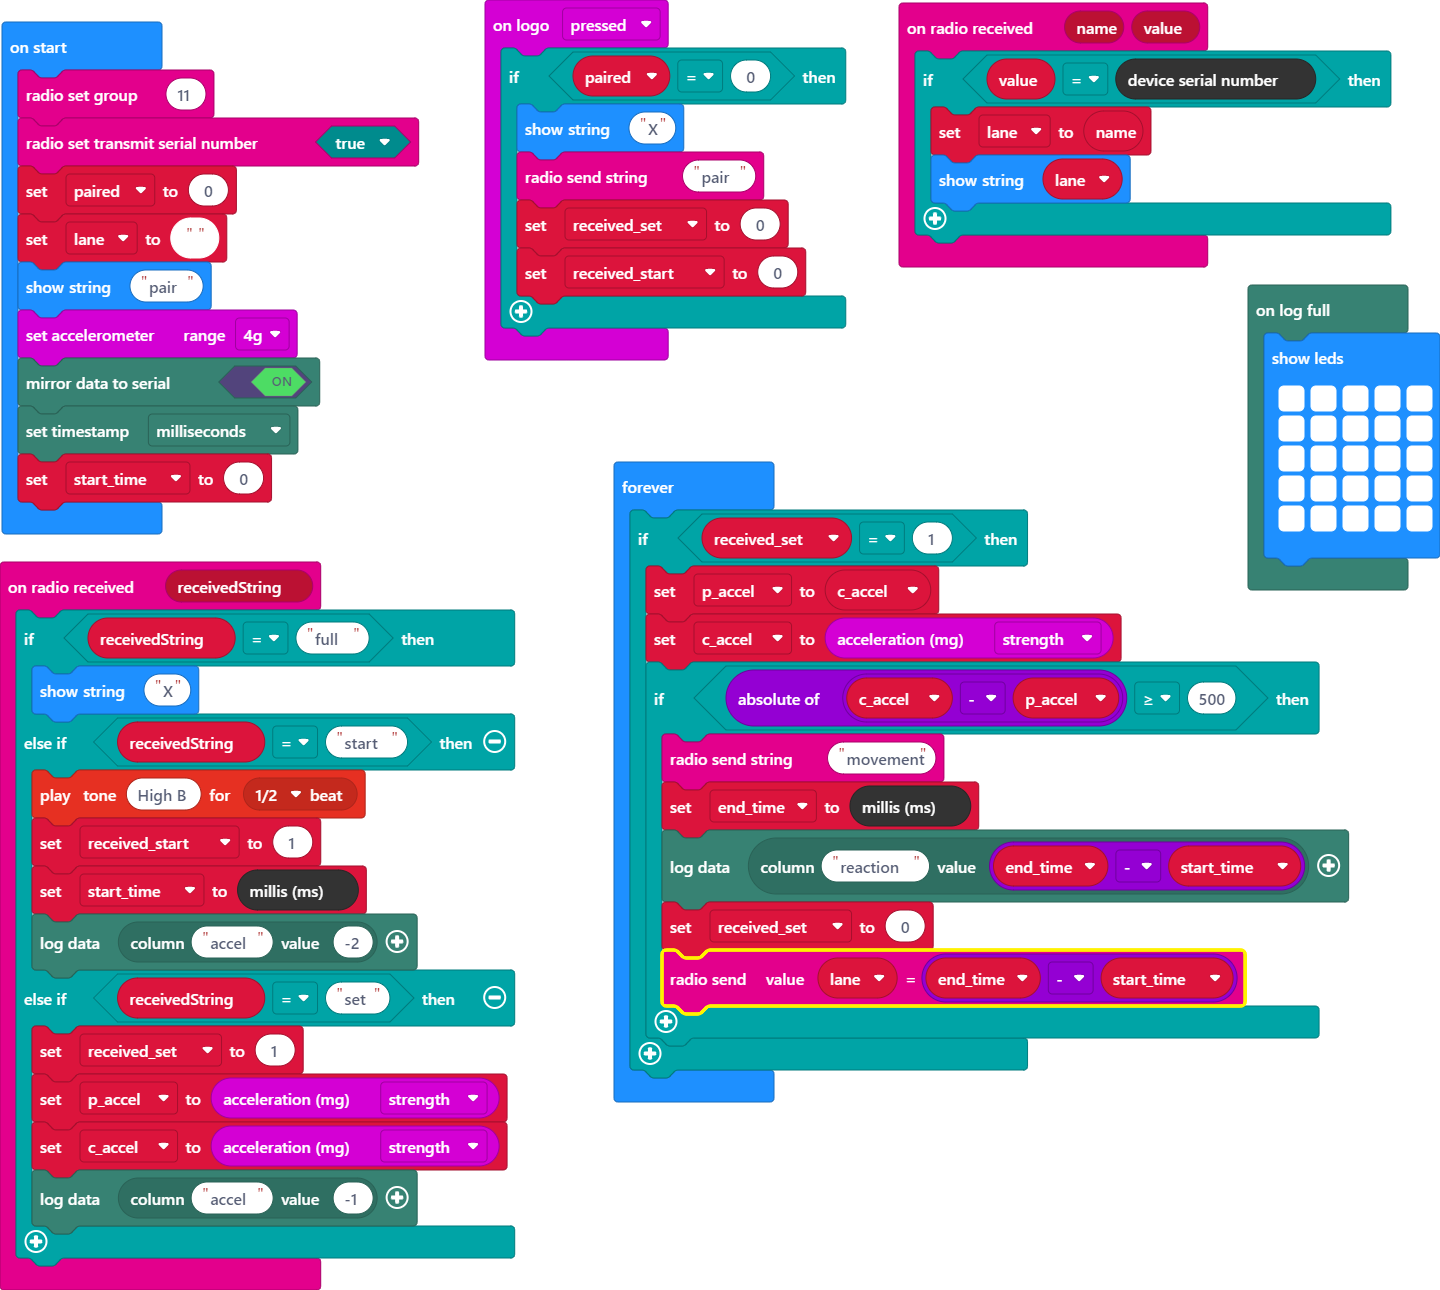 on start
radio set group 11
radio set transmit serial number true
set paired to 0
set lane to " "
show string "pair"
set accelerometer range 4g
mirror data to serial ON
set timestamp milliseconds
set start_time to 0
on logo pressed
if paired = 0 then
show string "X"
radio send string "pair"
set received_set to 0
set received_start to 0
on radio received name value
if value = device serial number then
set lane to name
show string lane
on log full
show leds
on radio received receivedString
if receivedString = "full" then
show string "X"
else if receivedString = "start" then
play tone High B for 1/2 beat
set received_start to 1
set start_time to millis (ms)
log data column "accel" value -2
else if receivedString = "set" then
set received_set to 1
set p_accel to acceleration (mg) strength
set c_accel to acceleration (mg) strength
log data column "accel" value -1
forever
if received_set = 1 then
set p_accel to c_accel
set c_accel to acceleration (mg) strength
if absolute of c_accel - p_accel ≥ 500 then
radio send string "movement"
set end_time to millis (ms)
log data column "reaction" value end_time - start_time
set received_set to 0
radio send value lane = end_time - start_time